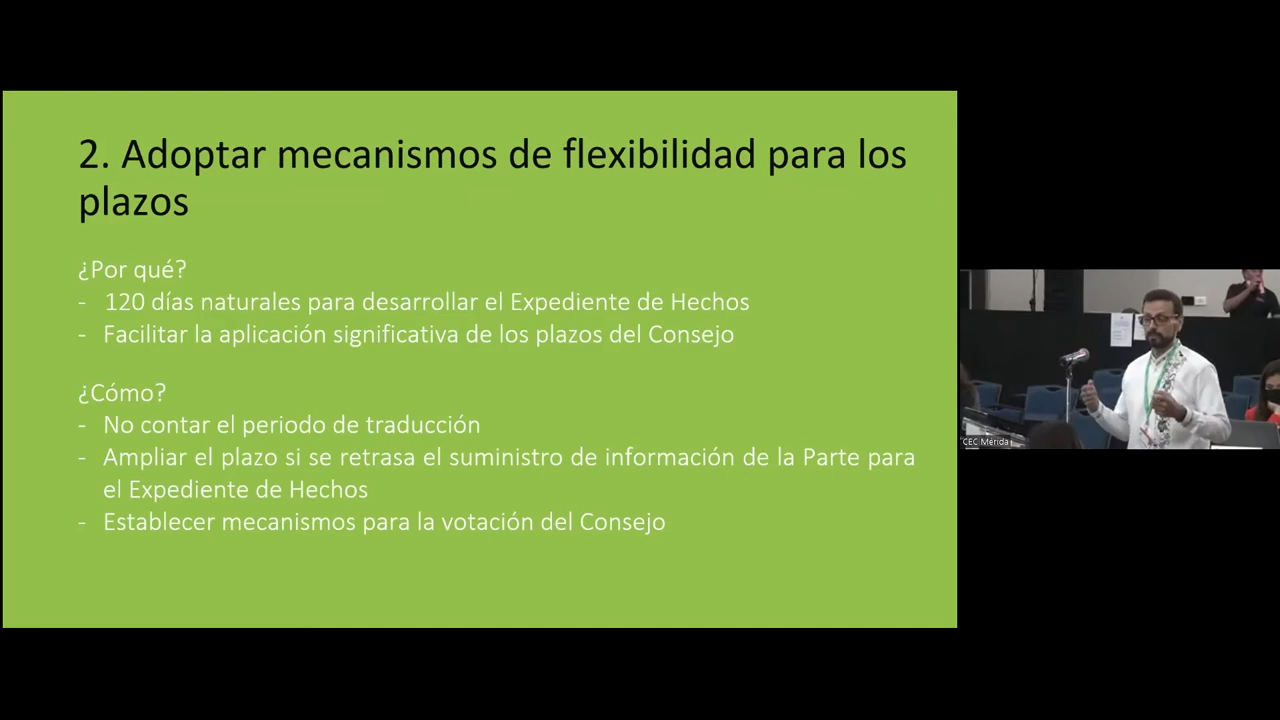 2. Adoptar mecanismos de flexibilidad para los
plazos
¿Por qué?
- 120 días naturales para desarrollar el Expediente de Hechos
- Facilitar la aplicación significativa de los plazos del Consejo
¿Cómo?
- No contar el periodo de traducción
- Ampliar el plazo si se retrasa el suministro de información de la Parte para
el Expediente de Hechos
- Establecer mecanismos para la votación del Consejo
CEC Mérida